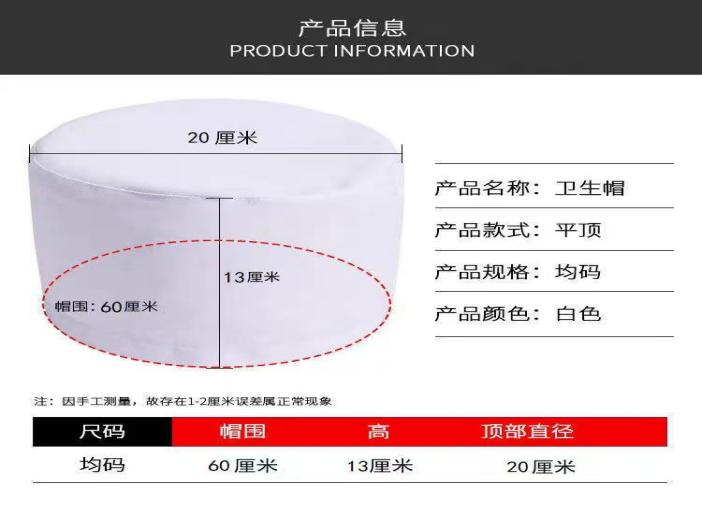 产品信息
PRODUCT INFORMATION
20 厘米
产品名称：卫生帽
产品款式：平顶
13厘米
产品规格：均码
帽围：60厘米
产品颜色：白色
注：因手工测量，故存在1-2厘米误差属正常现象
尺码 帽围 高 顶部直径
均码 60 厘米 13厘米 20 厘米